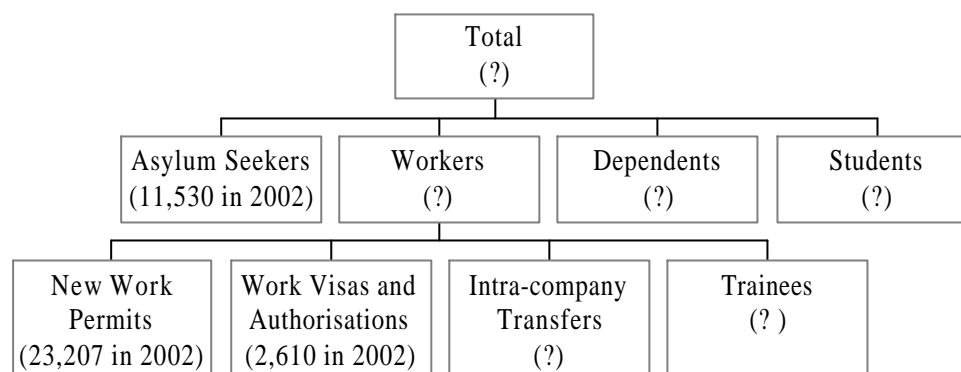 Total
(?)
Asylum Seekers
(11,530 in 2002)
Workers
(?)
Dependents
(?)
Students
(?)
New Work
Permits
(23,207 in 2002)
Work Visas and
Authorisations
(2,610 in 2002)
Intra-company
Transfers
(?)
Trainees
(? )